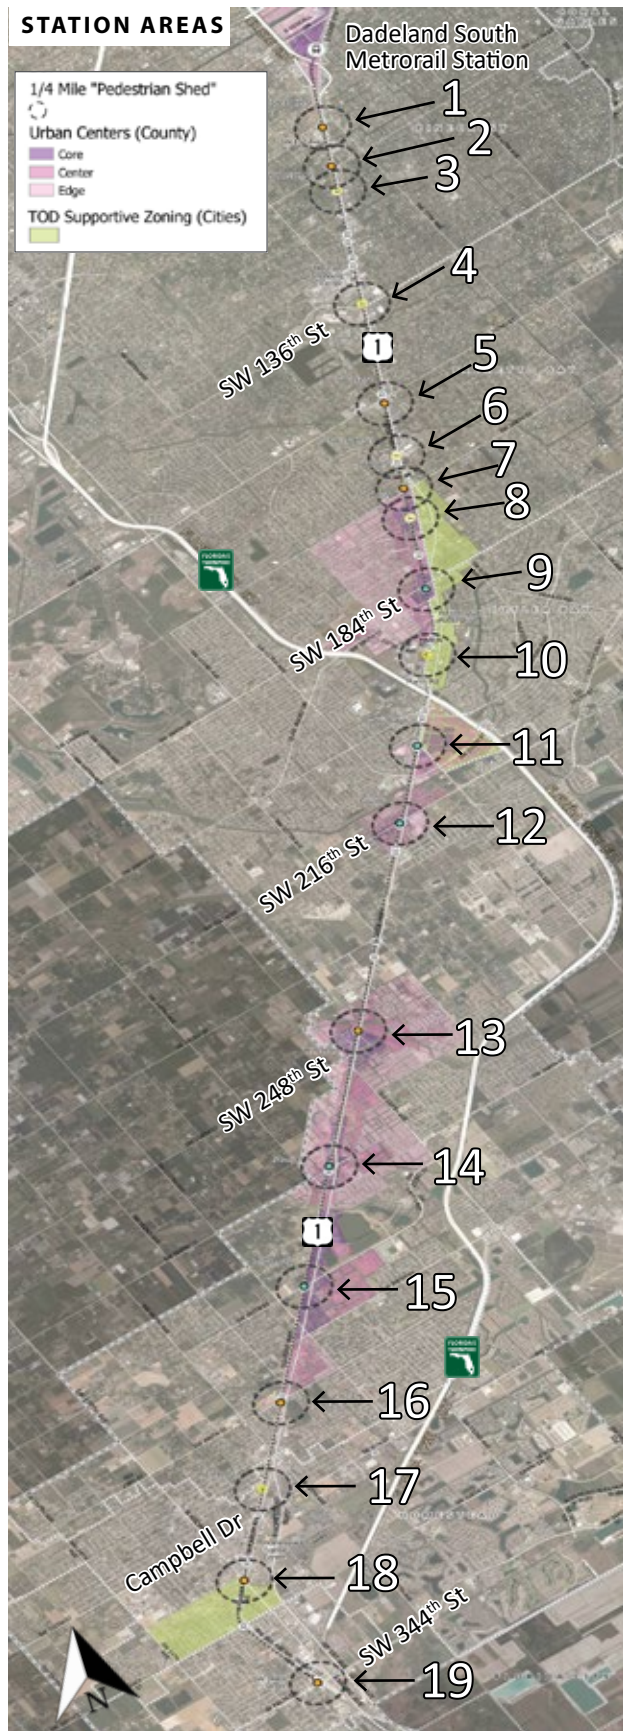 STATION AREAS
Dadeland South
Metrorail Station
1/4 Mile "Pedestrian Shed"
Urban Centers (County)
Core
Center
Edge
TOD Supportive Zoning (Cities)
1
2
3
4
SW 136th St
1
5
6
7
8
9
SW 184th St
10
11
12
SW 216th St
13
SW 248th St
14
1
15
16
17
Campbell Dr
18
SW 344th St
19
N